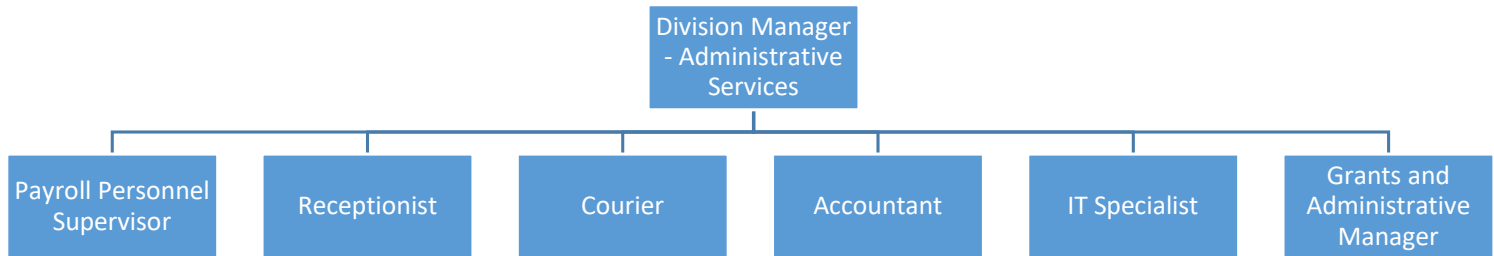 Division Manager
- Administrative
Services
Payroll Personnel
Supervisor
Receptionist
Courier
Accountant
IT Specialist
Grants and
Administrative
Manager